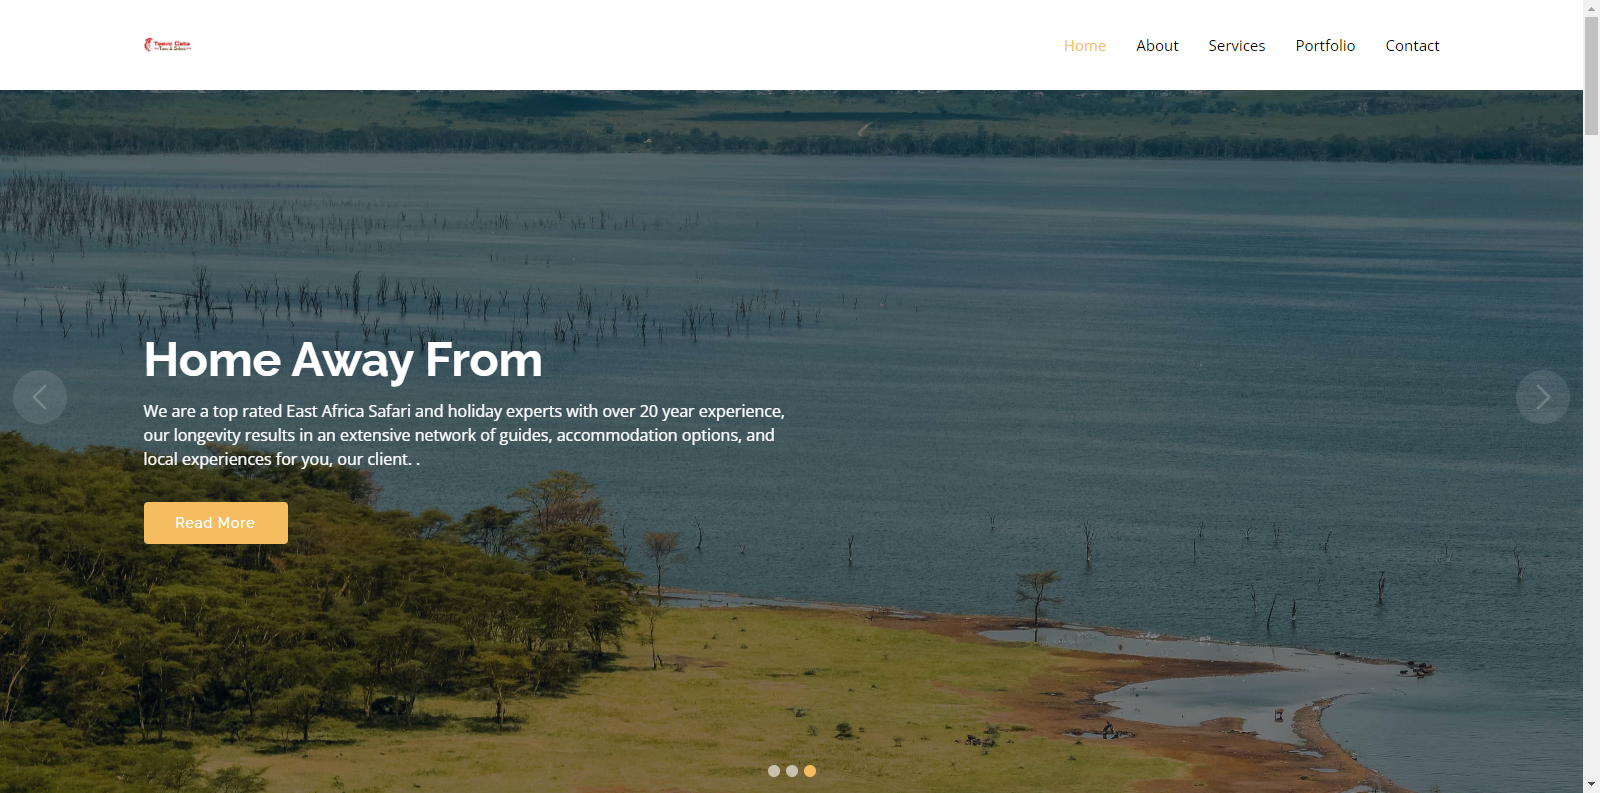 Home
About
Services
Portfolio
Contact
Home Away From
We are a top rated East Africa Safari and holiday experts with over 20 year experience,
our longevity results in an extensive network of guides, accommodation options, and
local experiences for you, our client. .
Read More